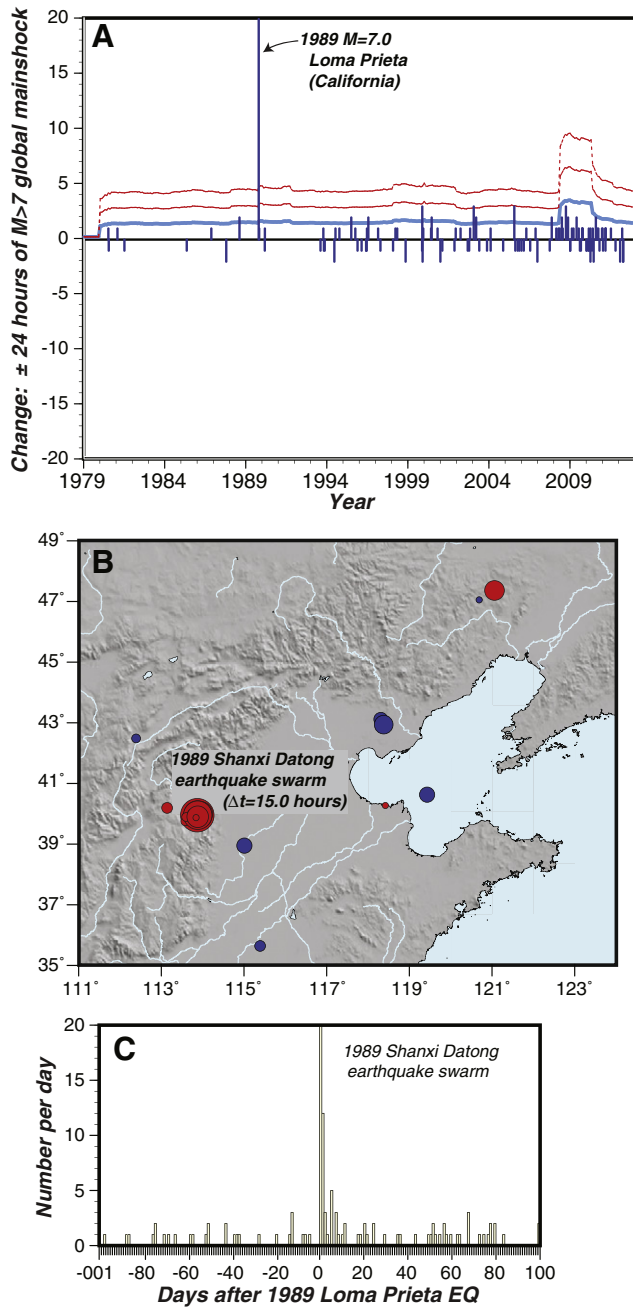 A
1989 M=7.0
Loma Prieta
(California)
Change: ± 24 hours of M>7 global mainshock
20
15
10
5
0
-5
-10
-15
-20
1979 1984 1989 1994 1999 2004 2009
Year
B
49°
47°
45°
43°
41°
39°
37°
35°
1989 Shanxi Datong
earthquake swarm
(Δt=15.0 hours)
111° 113° 115° 117° 119° 121° 123°
C
1989 Shanxi Datong
earthquake swarm
Number per day
20
15
10
5
0
-001 -80 -60 -40 -20 0 20 40 60 80 100
Days after 1989 Loma Prieta EQ